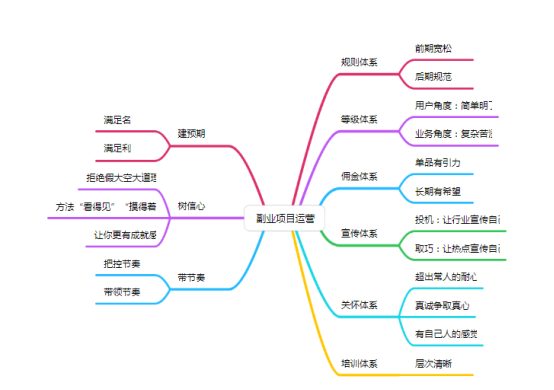 副业项目运营
建预期
满足名
满足利
树信心
拒绝假大空大道理
方法“看得见”“摸得着
让你更有成就感
带节奏
把控节奏
带领节奏
规则体系
前期宽松
后期规范
等级体系
用户角度：简单明了
业务角度：复杂苦涩
佣金体系
单品有引力
长期有希望
宣传体系
投机：让行业宣传自
取巧：让热点宣传自
关怀体系
超出常人的耐心
真诚争取真心
有自己人的感觉
培训体系
层次清晰